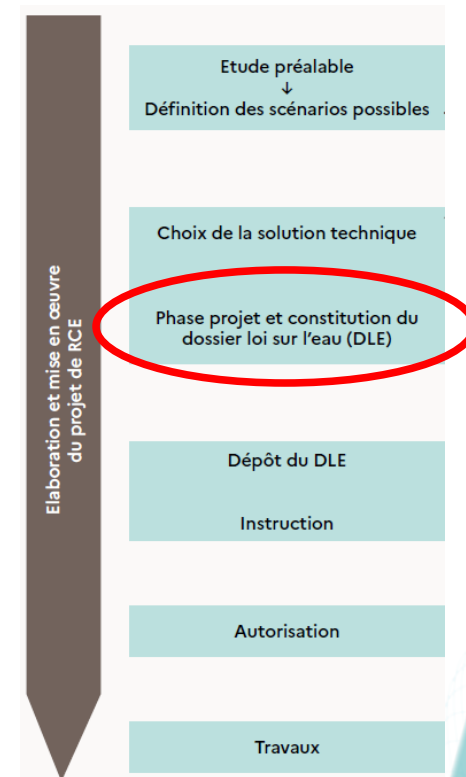 Elaboration et mise en œuvre
du projet de RCE
Etude préalable
↓
Définition des scénarios possibles
Choix de la solution technique
Phase projet et constitution du
dossier loi sur l'eau (DLE)
Dépôt du DLE
Instruction
Autorisation
Travaux